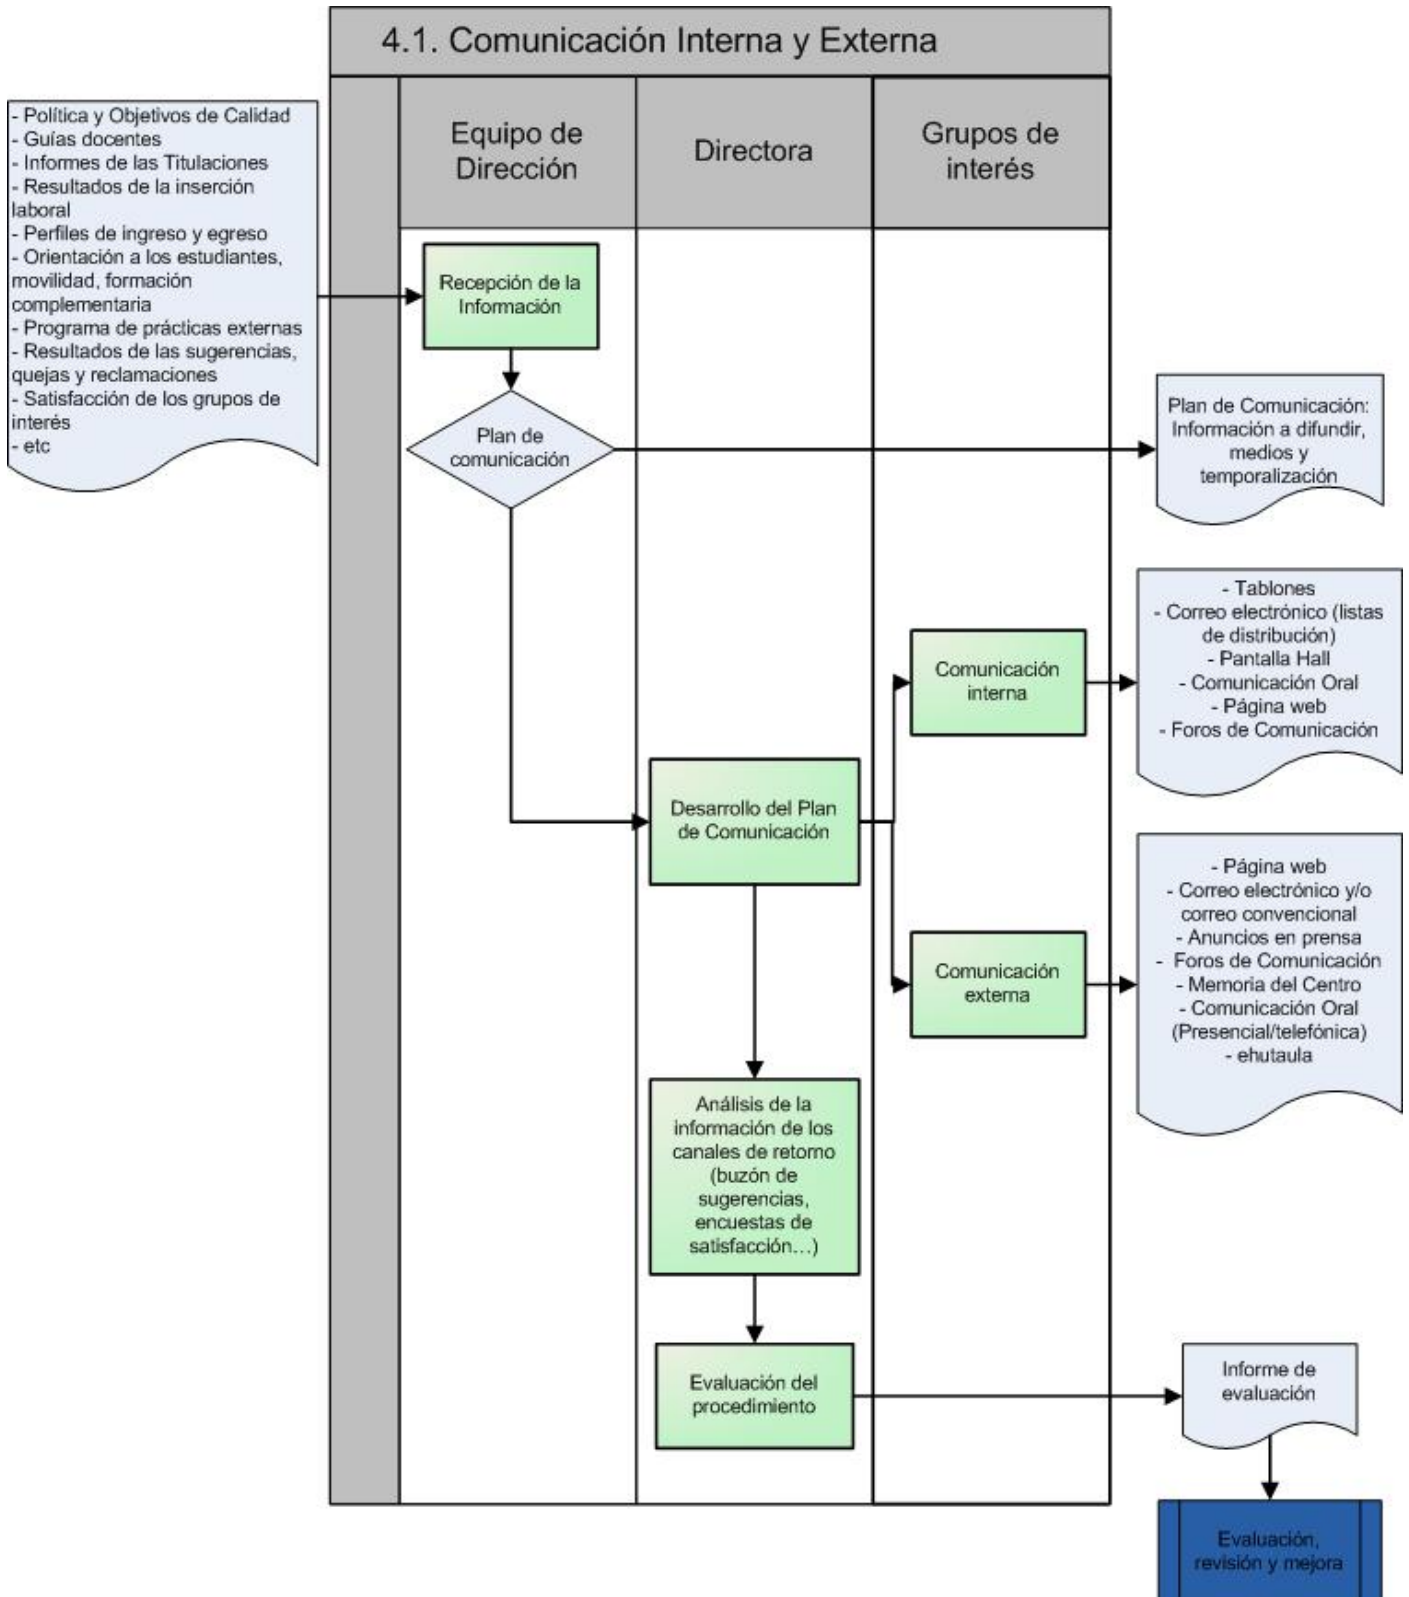 4.1. Comunicación Interna y Externa
Equipo de
Dirección
Directora
Grupos de
interés
- Política y Objetivos de Calidad
- Guías docentes
- Informes de las Titulaciones
- Resultados de la inserción
laboral
- Perfiles de ingreso y egreso
- Orientación a los estudiantes,
movilidad, formación
complementaria
- Programa de prácticas externas
- Resultados de las sugerencias,
quejas y reclamaciones
- Satisfacción de los grupos de
interés
- etc
Recepción de la
Información
Plan de
comunicación
Plan de Comunicación:
Información a difundir,
medios y
temporalización
Comunicación
interna
- Tablones
- Correo electrónico (listas
de distribución)
- Pantalla Hall
- Comunicación Oral
- Página web
- Foros de Comunicación
Desarrollo del Plan
de Comunicación
Comunicación
externa
- Página web
- Correo electrónico y/o
correo convencional
- Anuncios en prensa
- Foros de Comunicación
- Memoria del Centro
- Comunicación Oral
(Presencial/telefónica)
- ehutaula
Análisis de la
información de los
canales de retorno
(buzón de
sugerencias,
encuestas de
satisfacción…)
Evaluación del
procedimiento
Informe de
evaluación
Evaluación,
revisión y mejora